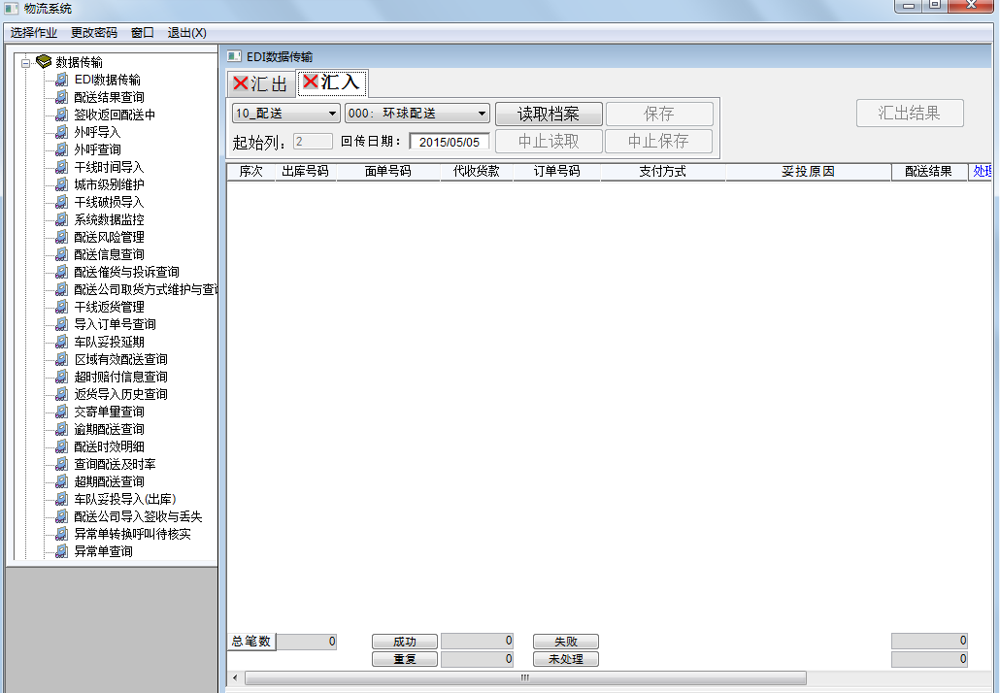 物流系统
选择作业 更改密码 窗口 退出(X)
数据传输
EDI数据传输
配送结果查询
签收返回配送中
外呼导入
外呼查询
干线时间导入
城市级别维护
干线破损导入
系统数据监控
配送风险管理
配送信息查询
配送催货与投诉查询
配送公司取货方式维护与查
干线返货管理
导入订单号查询
车队妥投延期
区域有效配送查询
超时赔付信息查询
返货导入历史查询
交寄单量查询
逾期配送查询
配送时效明细
查询配送及时率
超期配送查询
车队妥投导入(出库)
配送公司导入签收与丢失
异常单转换呼叫待核实
异常单查询
EDI数据传输
汇出 汇入
10_配送 000: 环球配送 读取档案 保存 汇出结果
起始列: 2 回传日期: 2015/05/05 中止读取 中止保存
序次 出库号码 面单号码 代收货款 订单号码 支付方式 妥投原因 配送结果 处理
总笔数 0 成功 0 失败 0
重复 0 未处理 0